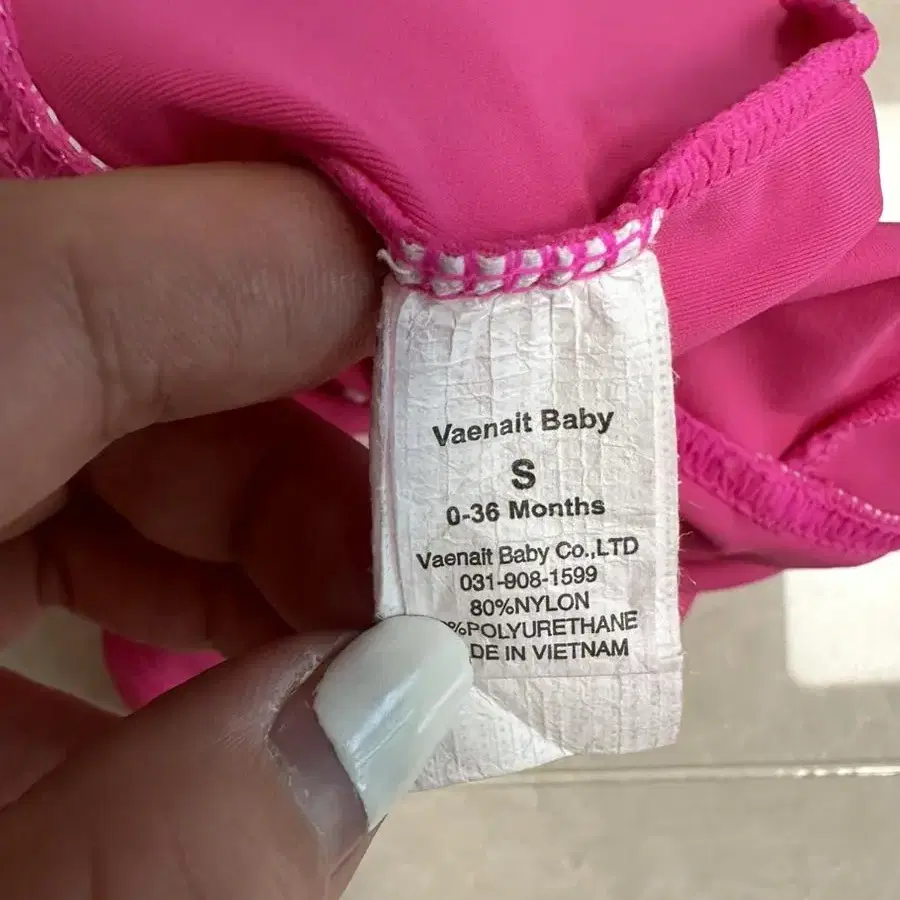 Vaenait Baby
S
0-36 Months
Vaenait Baby Co.,LTD
031-908-1599
80%NYLON
%POLYURETHANE
DE IN VIETNAM